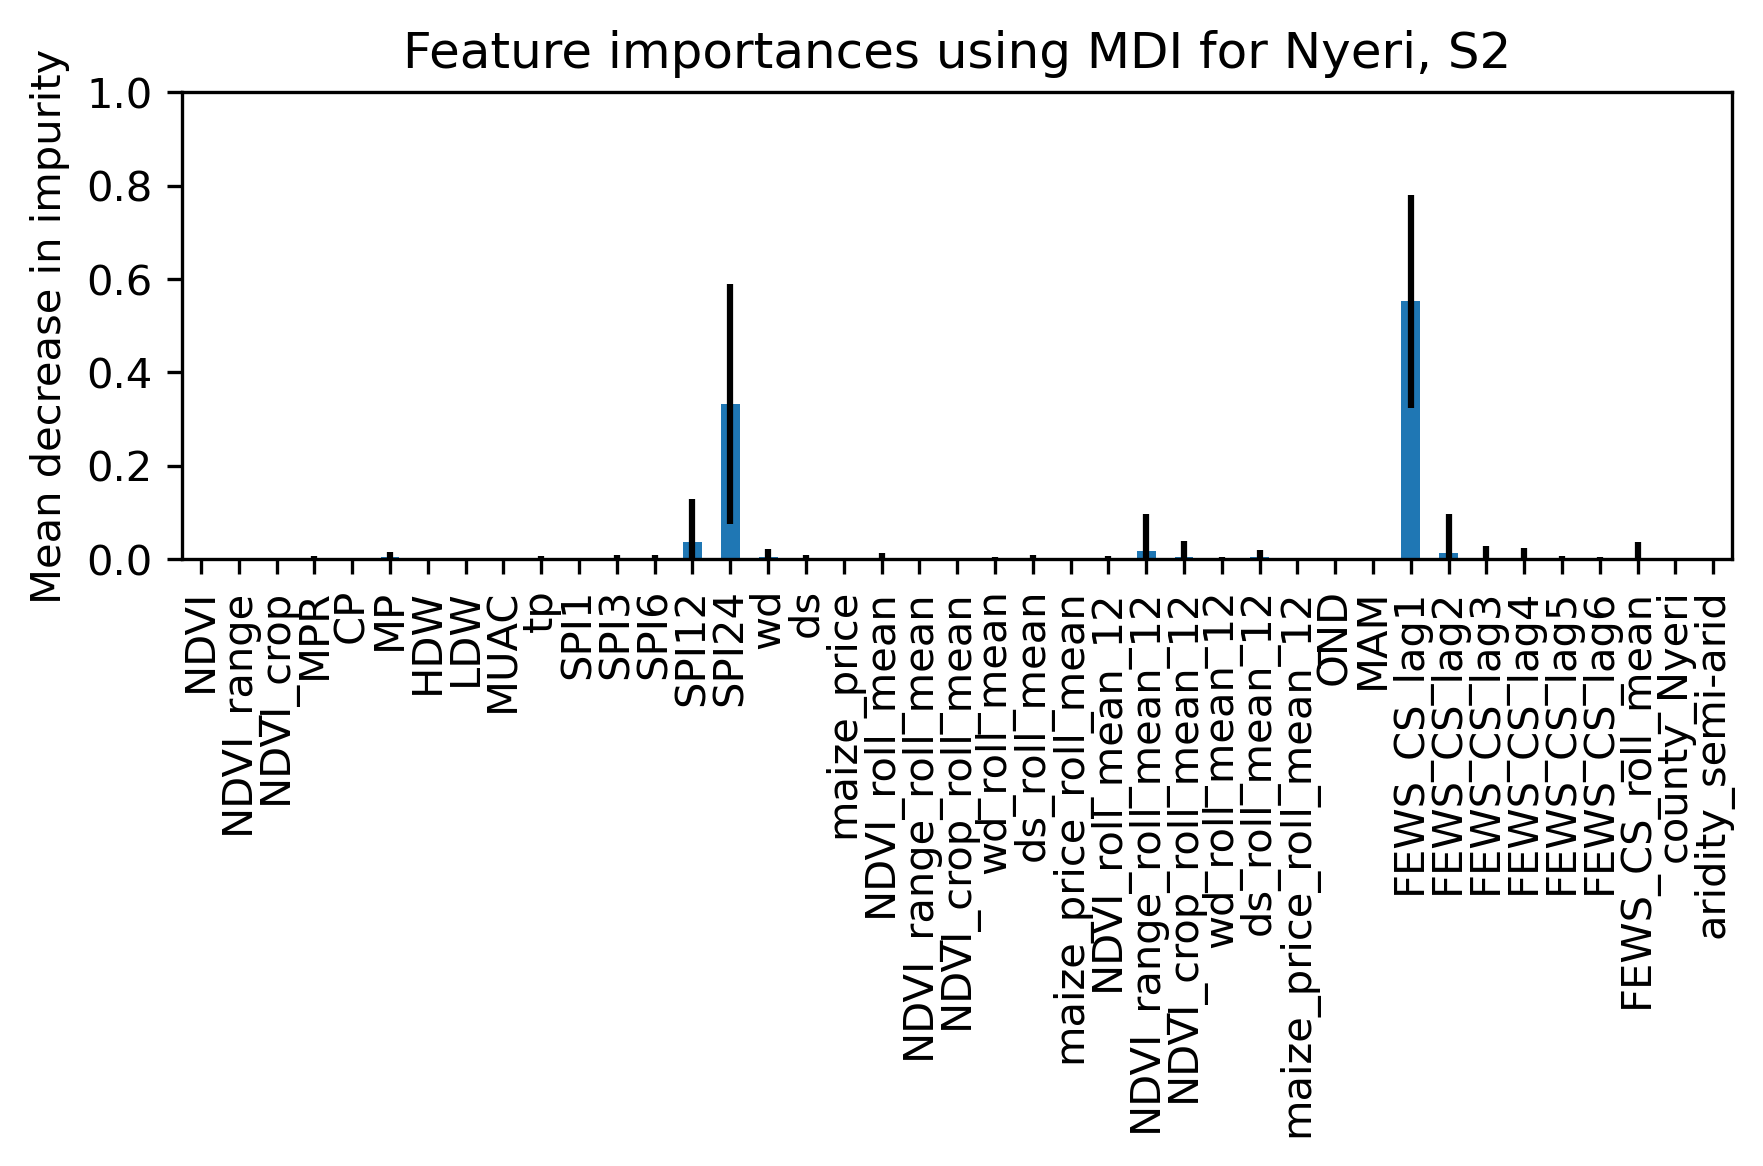 Feature importances using MDI for Nyeri, S2
Mean decrease in impurity
1.0
0.8
0.6
0.4
0.2
0.0
NDVI
NDVI_range
NDVI_crop
MPR
CP
MP
HDW
LDW
MUAC
tp
SPI1
SPI3
SPI6
SPI12
SPI24
wd
ds
maize_price
NDVI_roll_mean
NDVI_range_roll_mean
NDVI_crop_roll_mean
wd_roll_mean
ds_roll_mean
maize_price_roll_mean
NDVI_roll_mean_12
NDVI_range_roll_mean_12
NDVI_crop_roll_mean_12
wd_roll_mean_12
ds_roll_mean_12
maize_price_roll_mean_12
OND
MAM
FEWS_CS_lag1
FEWS_CS_lag2
FEWS_CS_lag3
FEWS_CS_lag4
FEWS_CS_lag5
FEWS_CS_lag6
FEWS_CS_roll_mean
county_Nyeri
aridity_semi-arid